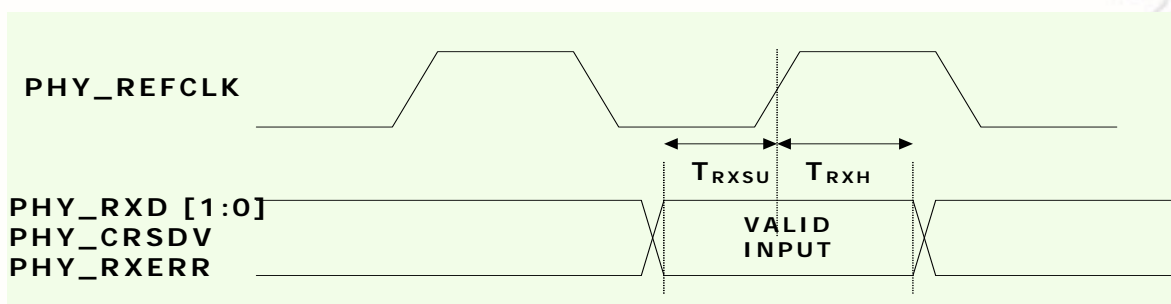 PHY_REFCLK
TRXSU TRXH
PHY_RXD [1:0]
PHY_CRSDV
PHY_RXERR
VALID
INPUT